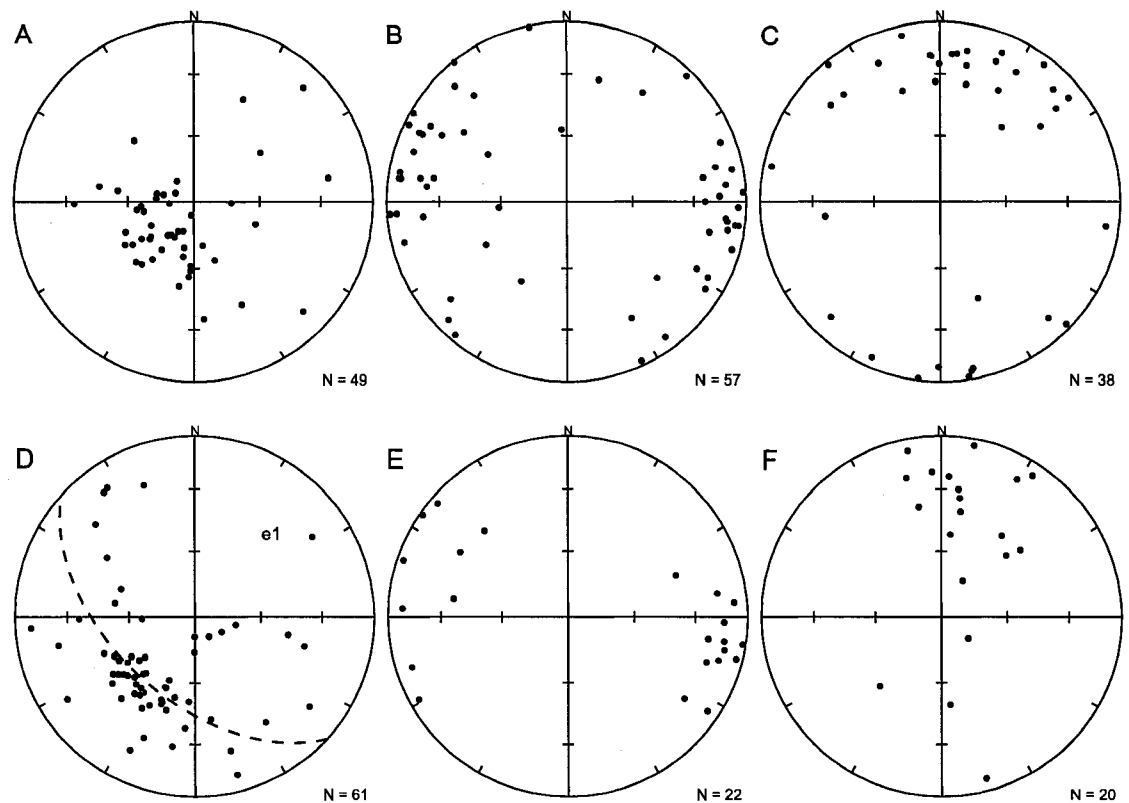 A
N
N = 49
B
N
N = 57
C
N = 38
D
N
e1
N = 61
E
N
N = 22
F
N
N = 20